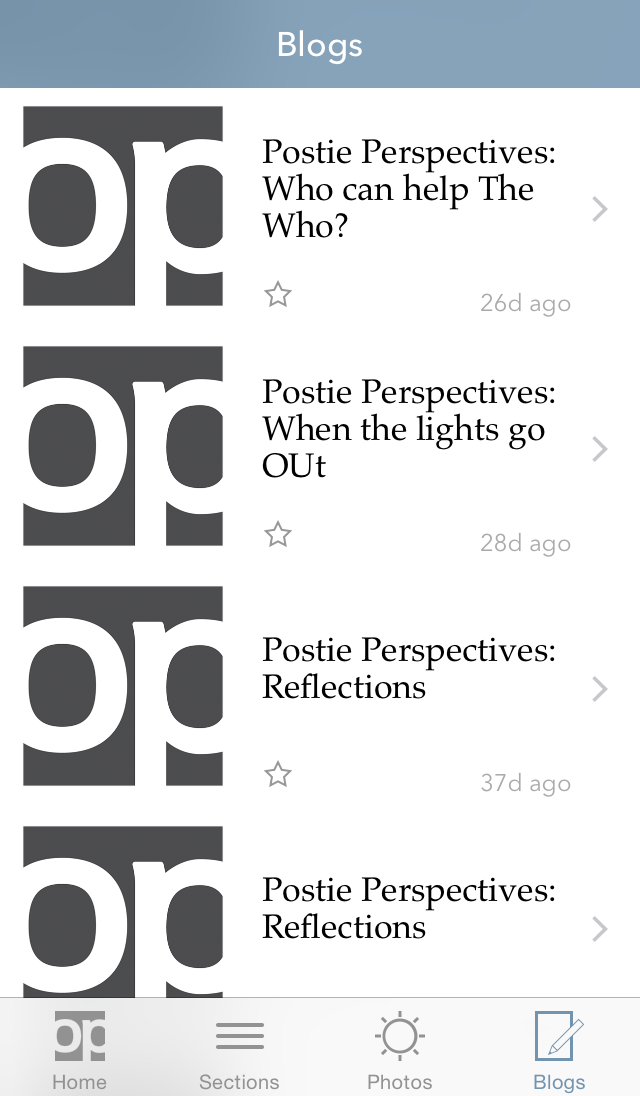 Blogs
op
Postie Perspectives:
Who can help The
Who?
26d ago
op
Postie Perspectives:
When the lights go
OUt
28d ago
op
Postie Perspectives:
Reflections
37d ago
op
Postie Perspectives:
Reflections
op
Home
Sections
Photos
Blogs